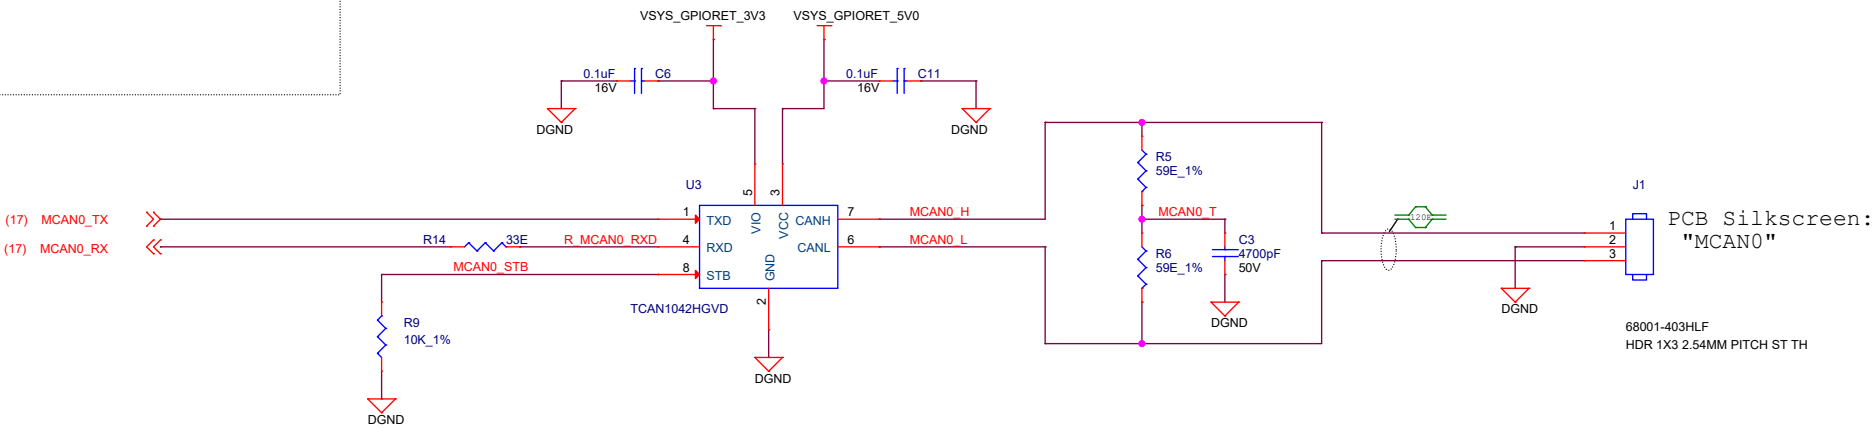 VSYS_GPIORET_3V3
VSYS_GPIORET_5V0
0.1uF
C6
16V
0.1uF
C11
16V
DGND
DGND
R5
59E_1%
U3
J1
5
3
(17) MCAN0_TX
1
TXD
VIO
VCC
CANH
7
MCAN0_H
MCAN0_T
120E
1
PCB Silkscreen:
"MCAN0"
(17) MCAN0_RX
R14
33E
R_MCAN0_RXD
4
RXD
CANL
6
MCAN0_L
2
3
MCAN0_STB
8
STB
GND
R6
59E_1%
C3
4700pF
50V
2
TCAN1042HGVD
DGND
DGND
R9
10K_1%
68001-403HLF
HDR 1X3 2.54MM PITCH ST TH
DGND
DGND